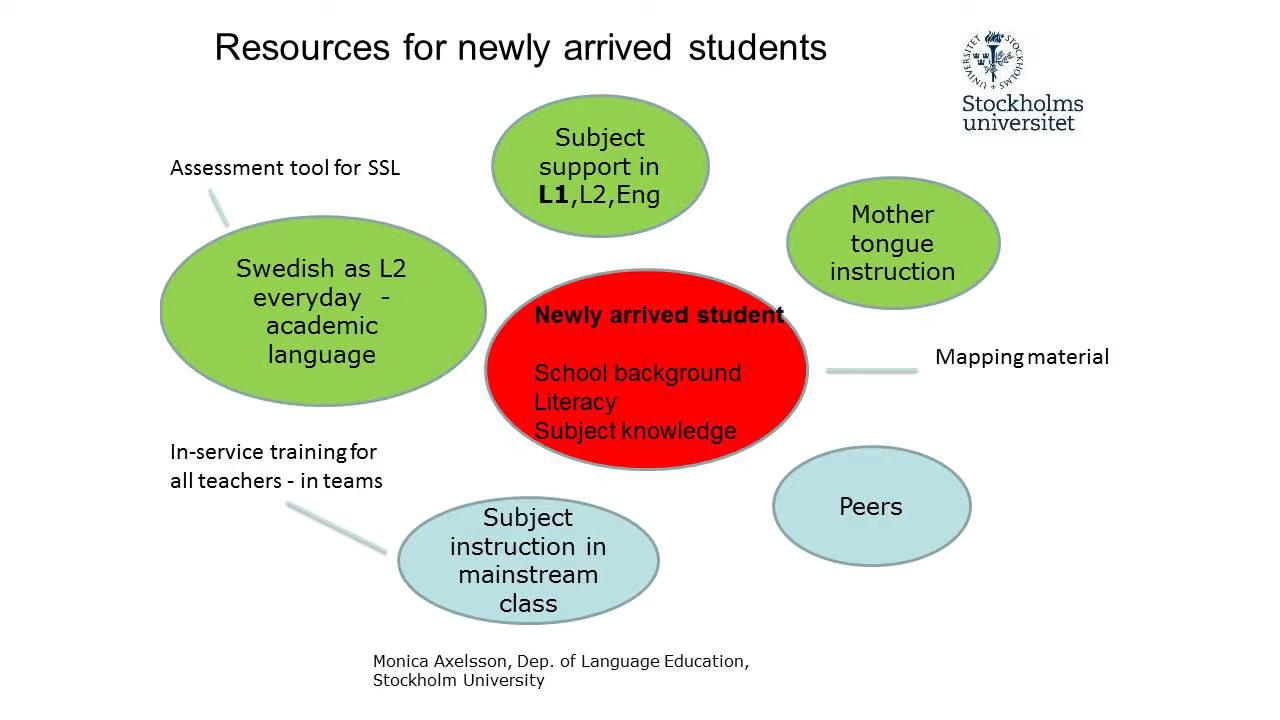 Resources for newly arrived students
UNIVERSITET
STOCKHOLMS
Stockholms
universitet
Subject
support in
L1,L2,Eng
Assessment tool for SSL
Mother
tongue
instruction
Swedish as L2
everyday -
academic
language
Newly arrived student
School background
Literacy
Subject knowledge
Mapping material
In-service training for
all teachers - in teams
Peers
Subject
instruction in
mainstream
class
Monica Axelsson, Dep. of Language Education,
Stockholm University